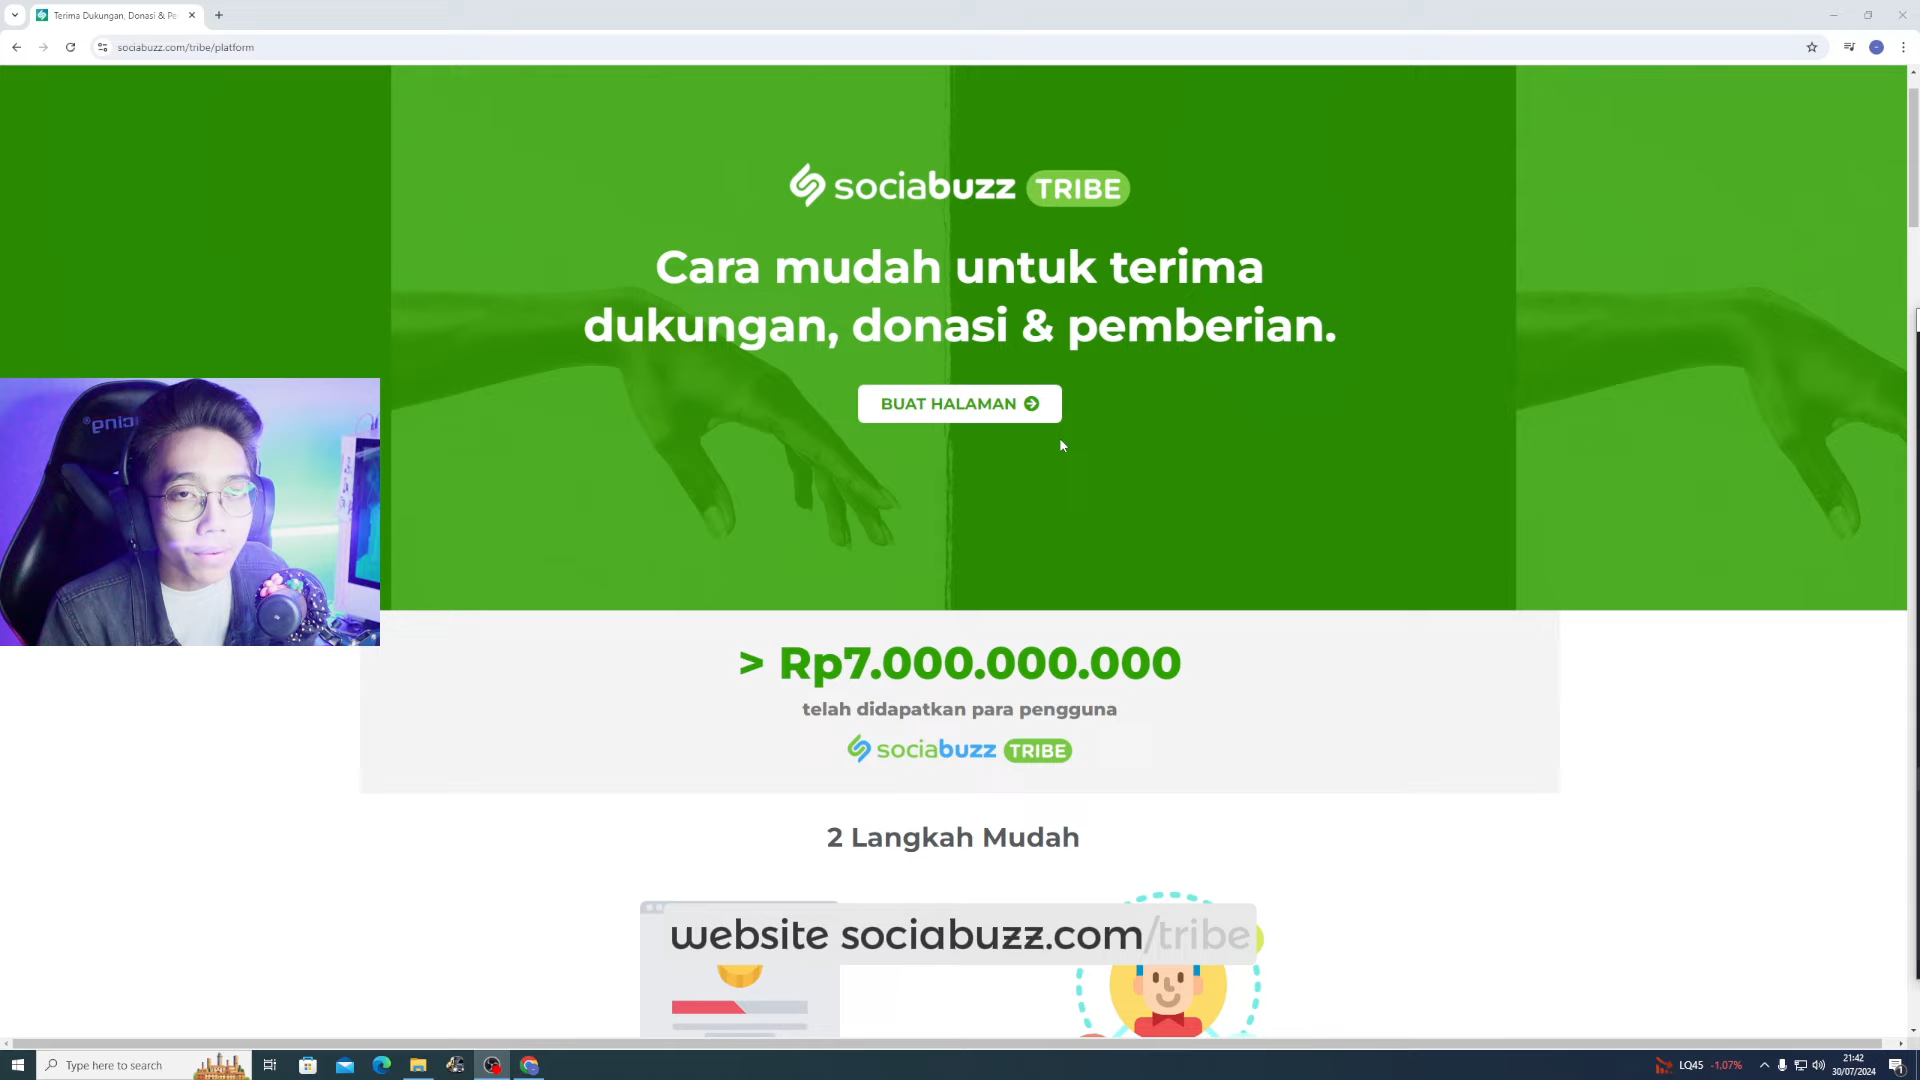 Terima Dukungan, Donasi & Pe
sociabuzz.com/tribe/platform
sociabuzz TRIBE
Cara mudah untuk terima
dukungan, donasi & pemberian.
BUAT HALAMAN
> Rp7.000.000.000
telah didapatkan para pengguna
sociabuzz TRIBE
2 Langkah Mudah
website sociabuzz.com/tribe
Type here to search
LQ45 -1,07%
21:42
30/07/2024